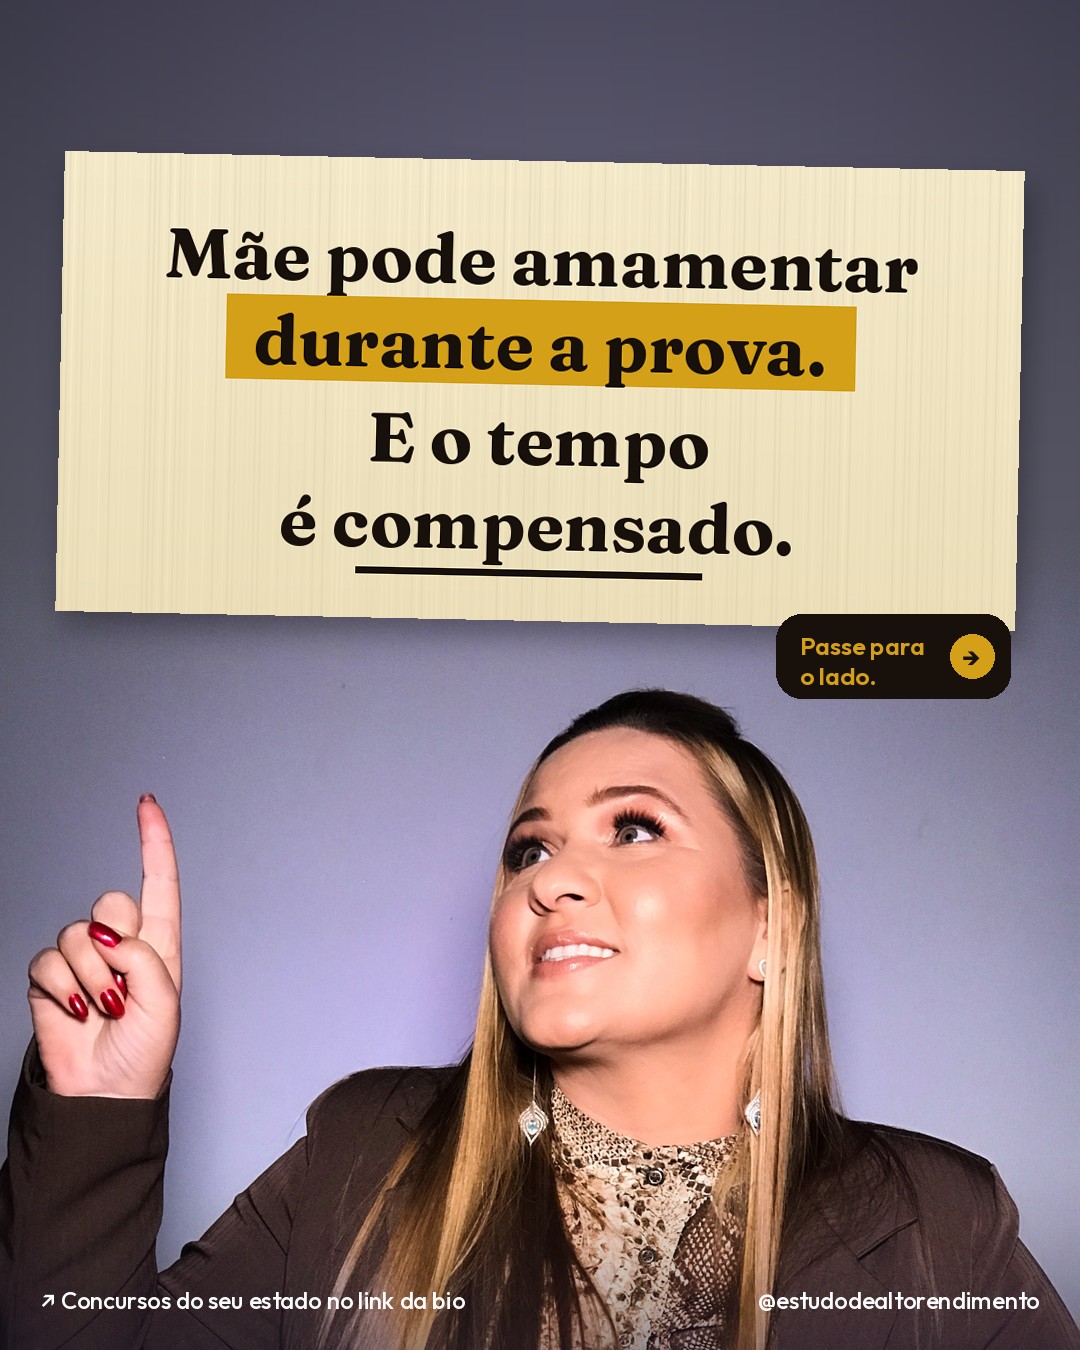 Mãe pode amamentar
durante a prova.
E o tempo
é compensado.
Passe para
o lado.
↗ Concursos do seu estado no link da bio
@estudodealtorendimento